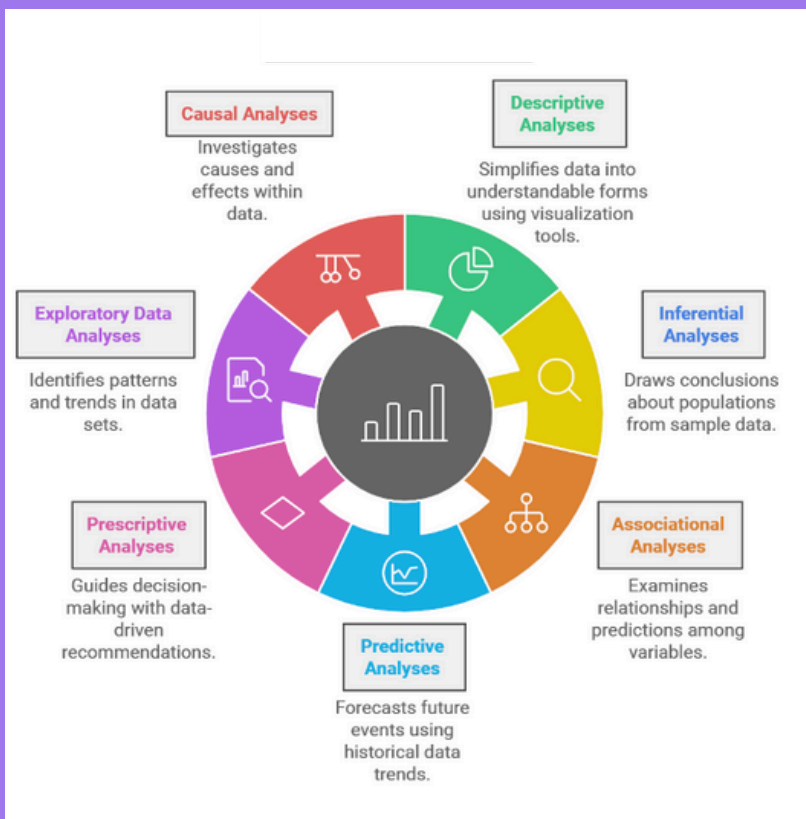 Causal Analyses
Investigates
causes and
effects within
data.
Descriptive
Analyses
Simplifies data into
understandable forms
using visualization
tools.
Exploratory Data
Analyses
Identifies patterns
and trends in data
sets.
Inferential
Analyses
Draws conclusions
about populations
from sample data.
Prescriptive
Analyses
Guides decision-
making with data-
driven
recommendations.
Associational
Analyses
Examines
relationships and
predictions among
variables.
Predictive
Analyses
Forecasts future
events using
historical data
trends.